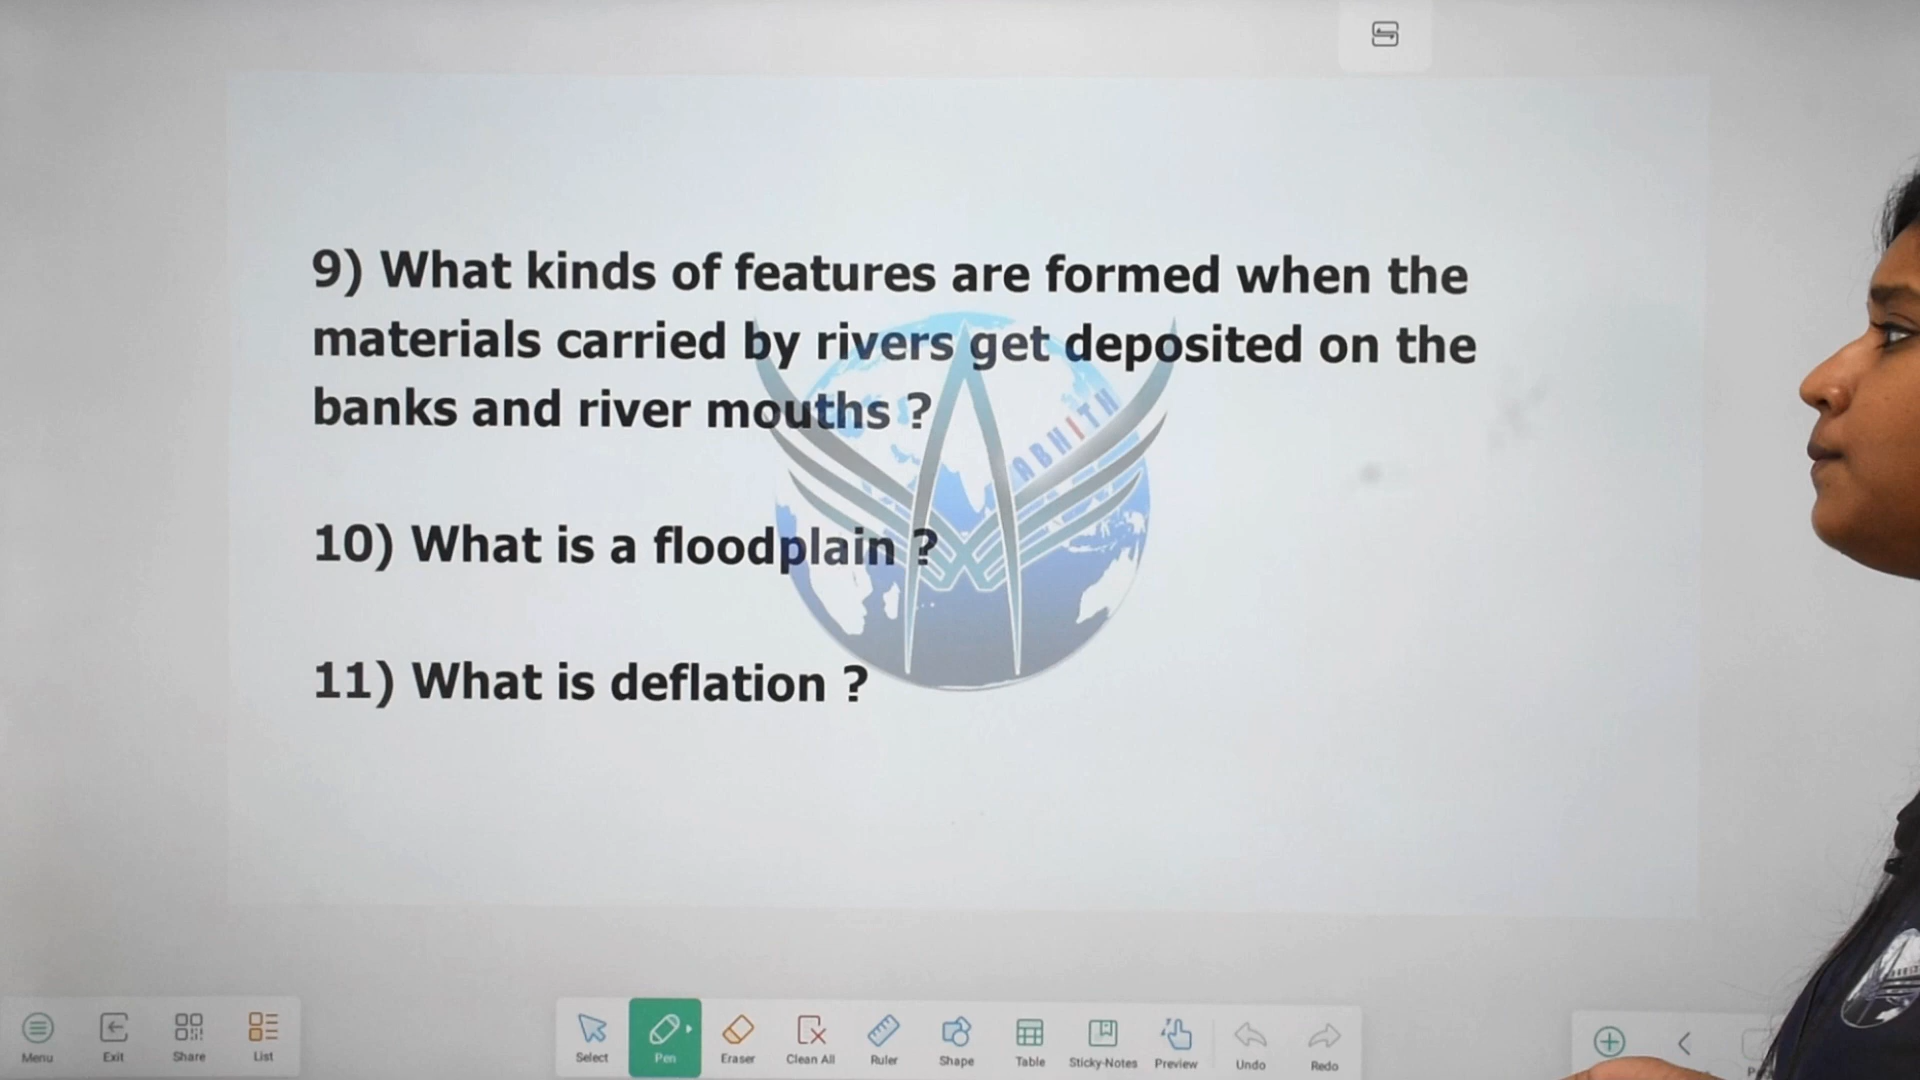 9) What kinds of features are formed when the
materials carried by rivers get deposited on the
banks and river mouths ?
ABHITH
10) What is a floodplain ?
11) What is deflation ?
Menu
Exit
Share
List
Select
Pen
Eraser
Clean All
Ruler
Shape
Table
Sticky-Notes
Preview
Undo
Redo